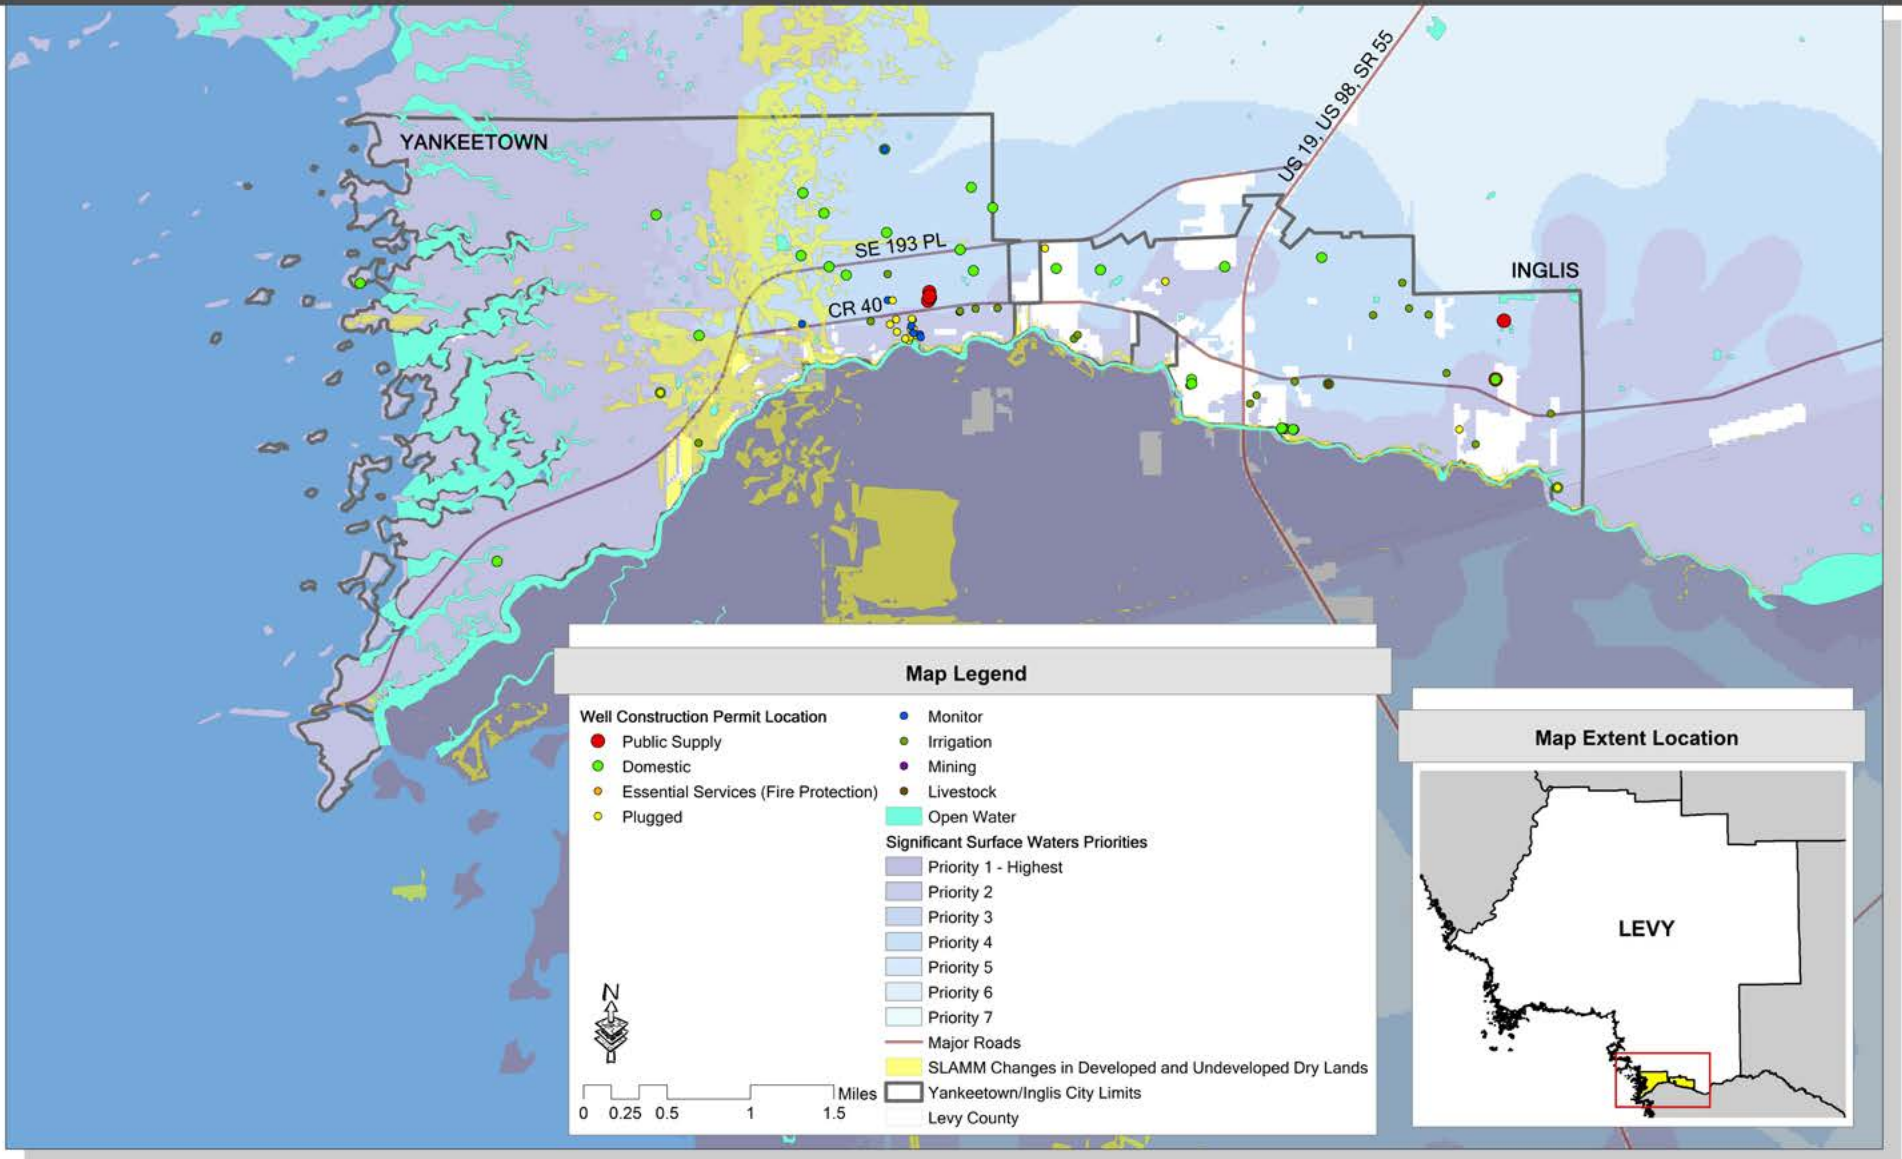 YANKEETOWN
US 19, US 98, SR 55
SE 193 PL
INGLIS
CR 40
Map Legend
Well Construction Permit Location
Public Supply
Domestic
Essential Services (Fire Protection)
Plugged
Monitor
Irrigation
Mining
Livestock
Open Water
Significant Surface Waters Priorities
Priority 1 - Highest
Priority 2
Priority 3
Priority 4
Priority 5
Priority 6
Priority 7
Major Roads
SLAMM Changes in Developed and Undeveloped Dry Lands
Yankeetown/Inglis City Limits
Levy County
N
Miles
0 0.25 0.5 1 1.5
Map Extent Location
LEVY